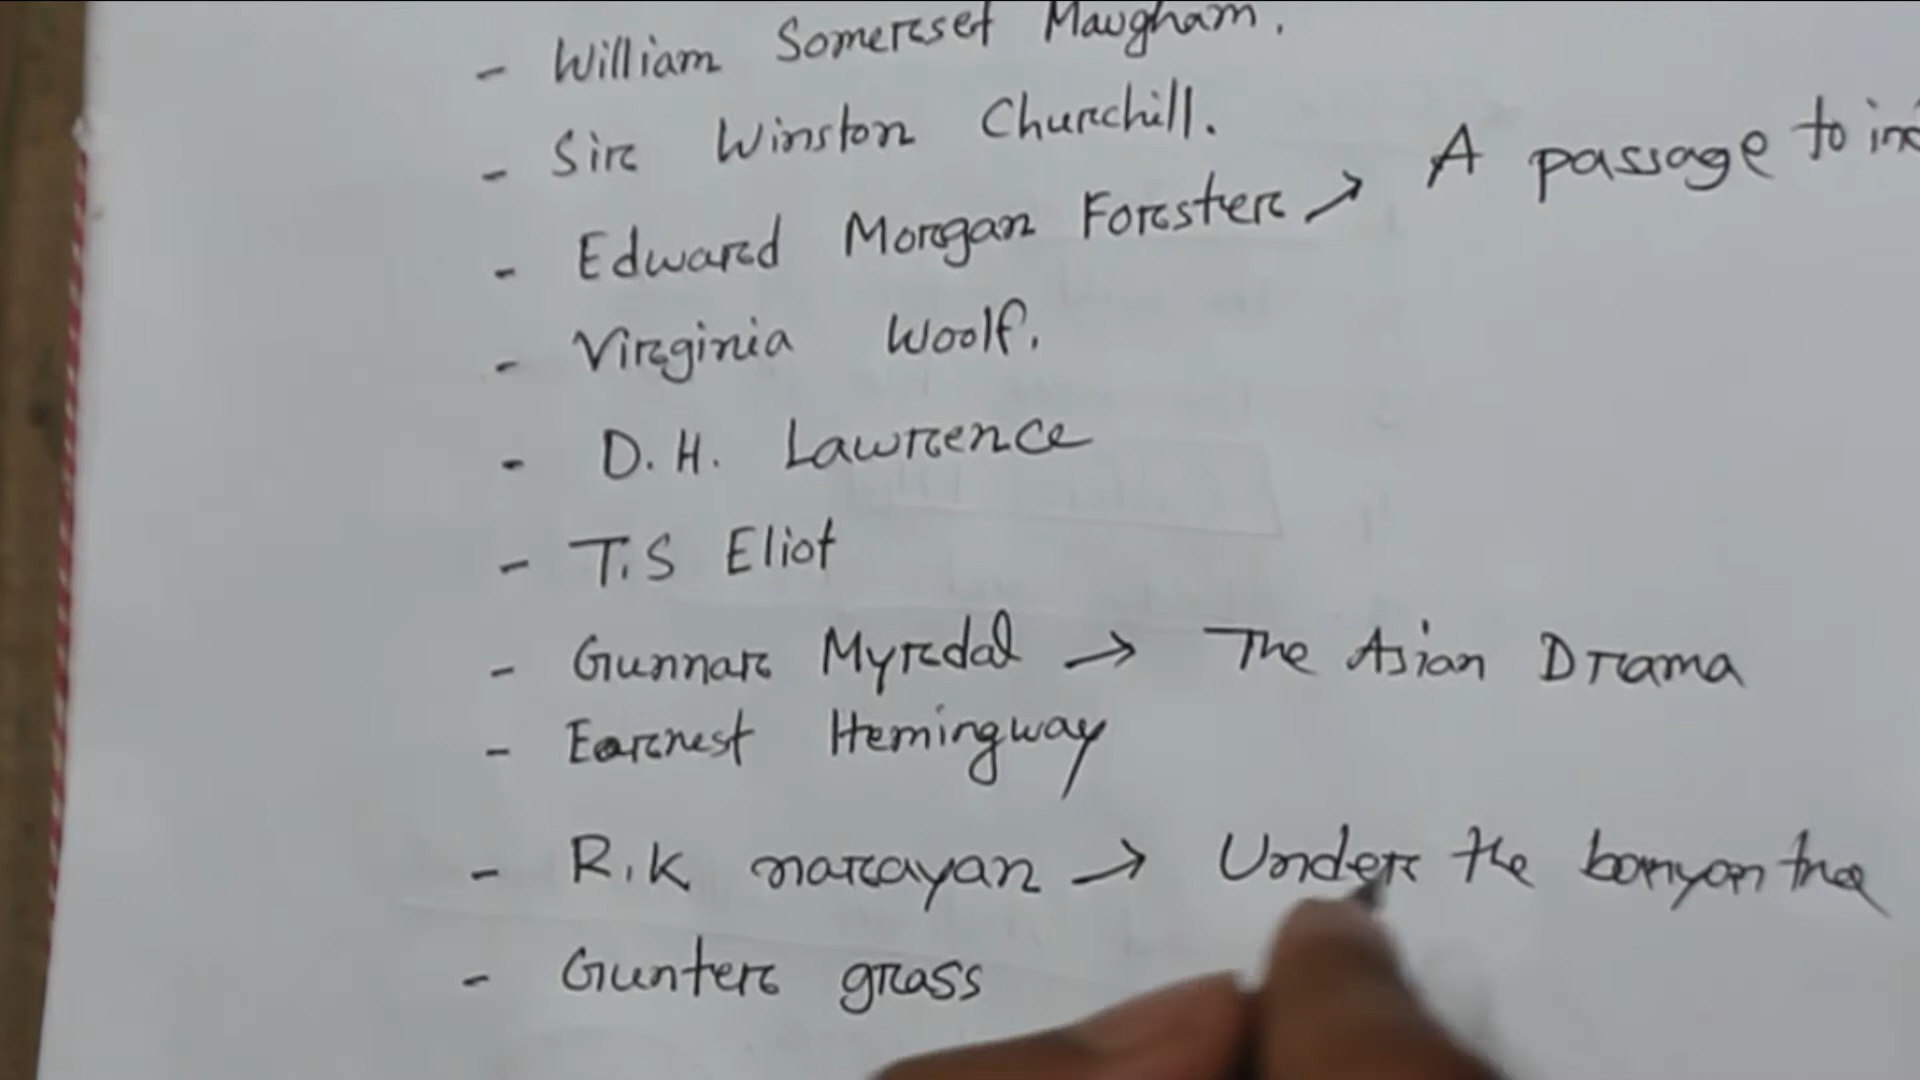 - William Somerset Maugham.
- Sir Winston Churchill.
- Edward Morgan Forster → A passage to
- Virginia Woolf.
- D.H. Lawrence
- T.S Eliot
- Gunnar Myrdal → The Asian Drama
- Earnest Hemingway
- R.K narayan → Under the banyan tree
- Gunter grass